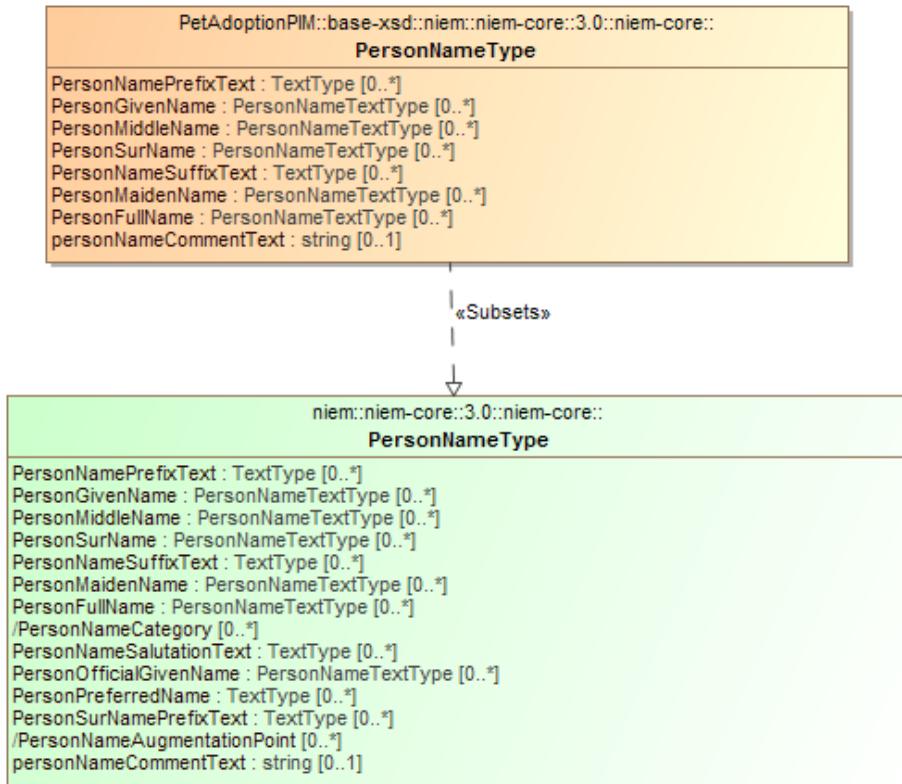 PetAdoptionPIM::base-xsd::niem::niem-core::3.0::niem-core::
PersonNameType
PersonNamePrefixText : TextType [0..*]
PersonGivenName : PersonNameTextType [0..*]
PersonMiddleName : PersonNameTextType [0..*]
PersonSurName : PersonNameTextType [0..*]
PersonNameSuffixText : TextType [0..*]
PersonMaidenName : PersonNameTextType [0..*]
PersonFullName : PersonNameTextType [0..*]
personNameCommentText : string [0..1]
«Subsets»
niem::niem-core::3.0::niem-core::
PersonNameType
PersonNamePrefixText : TextType [0..*]
PersonGivenName : PersonNameTextType [0..*]
PersonMiddleName : PersonNameTextType [0..*]
PersonSurName : PersonNameTextType [0..*]
PersonNameSuffixText : TextType [0..*]
PersonMaidenName : PersonNameTextType [0..*]
PersonFullName : PersonNameTextType [0..*]
/PersonNameCategory [0..*]
PersonNameSalutationText : TextType [0..*]
PersonOfficialGivenName : PersonNameTextType [0..*]
PersonPreferredName : TextType [0..*]
PersonSurNamePrefixText : TextType [0..*]
/PersonNameAugmentationPoint [0..*]
personNameCommentText : string [0..1]